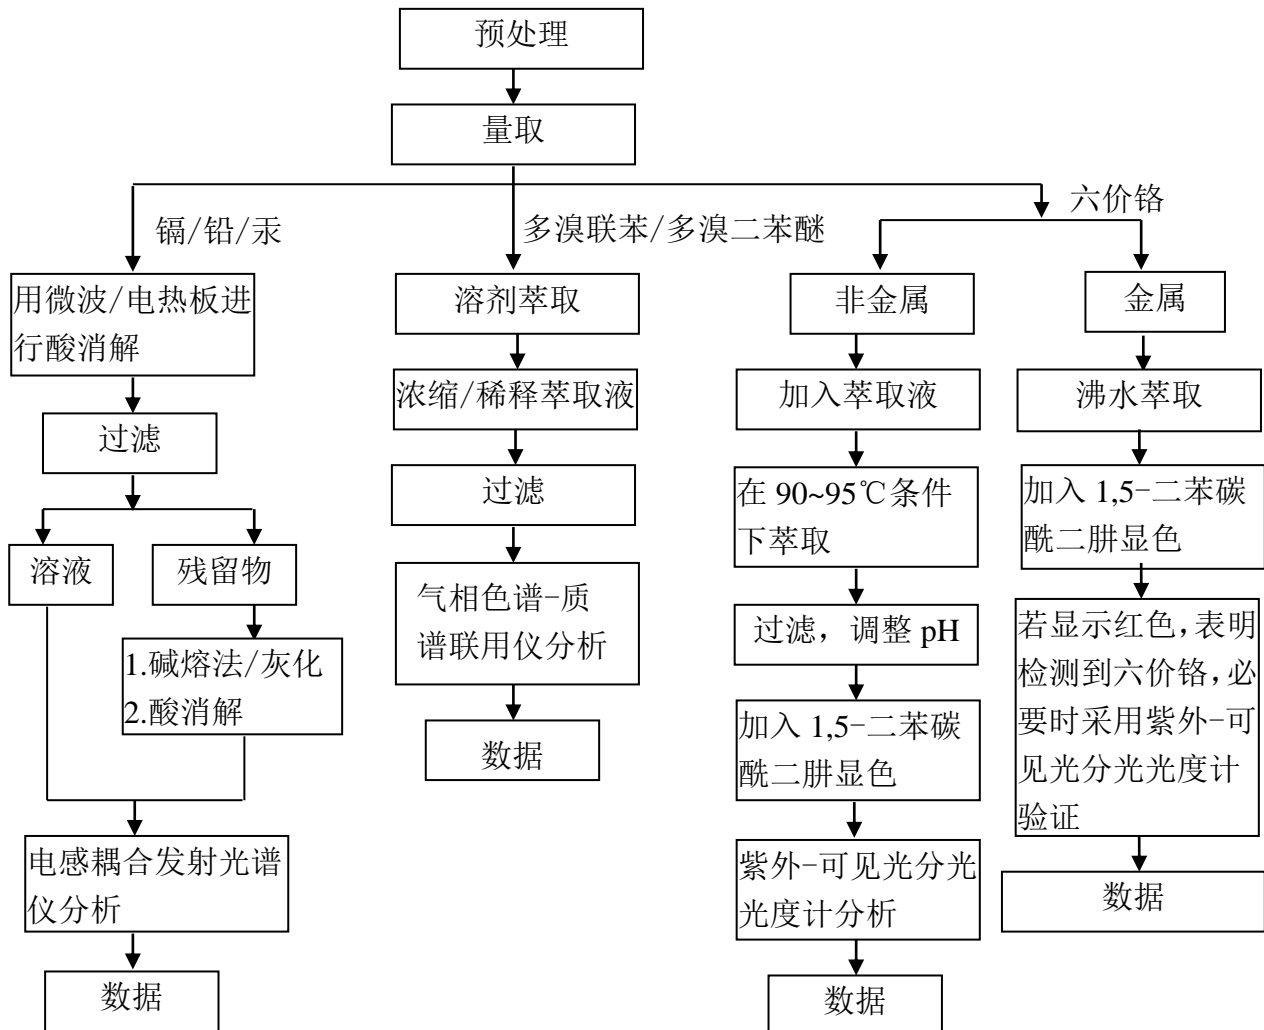 预处理
量取
镉/铅/汞
多溴联苯/多溴二苯醚
六价铬
用微波/电热板进
行酸消解
过滤
溶液
残留物
1.碱熔法/灰化
2.酸消解
电感耦合发射光谱
仪分析
数据
溶剂萃取
浓缩/稀释萃取液
过滤
气相色谱-质
谱联用仪分析
数据
非金属
加入萃取液
在 90~95℃条件
下萃取
过滤，调整 pH
加入 1,5-二苯碳
酰二肼显色
紫外-可见光分光
光度计分析
数据
金属
沸水萃取
加入 1,5-二苯碳
酰二肼显色
若显示红色，表明
检测到六价铬，必
要时采用紫外-可
见光分光光度计
验证
数据